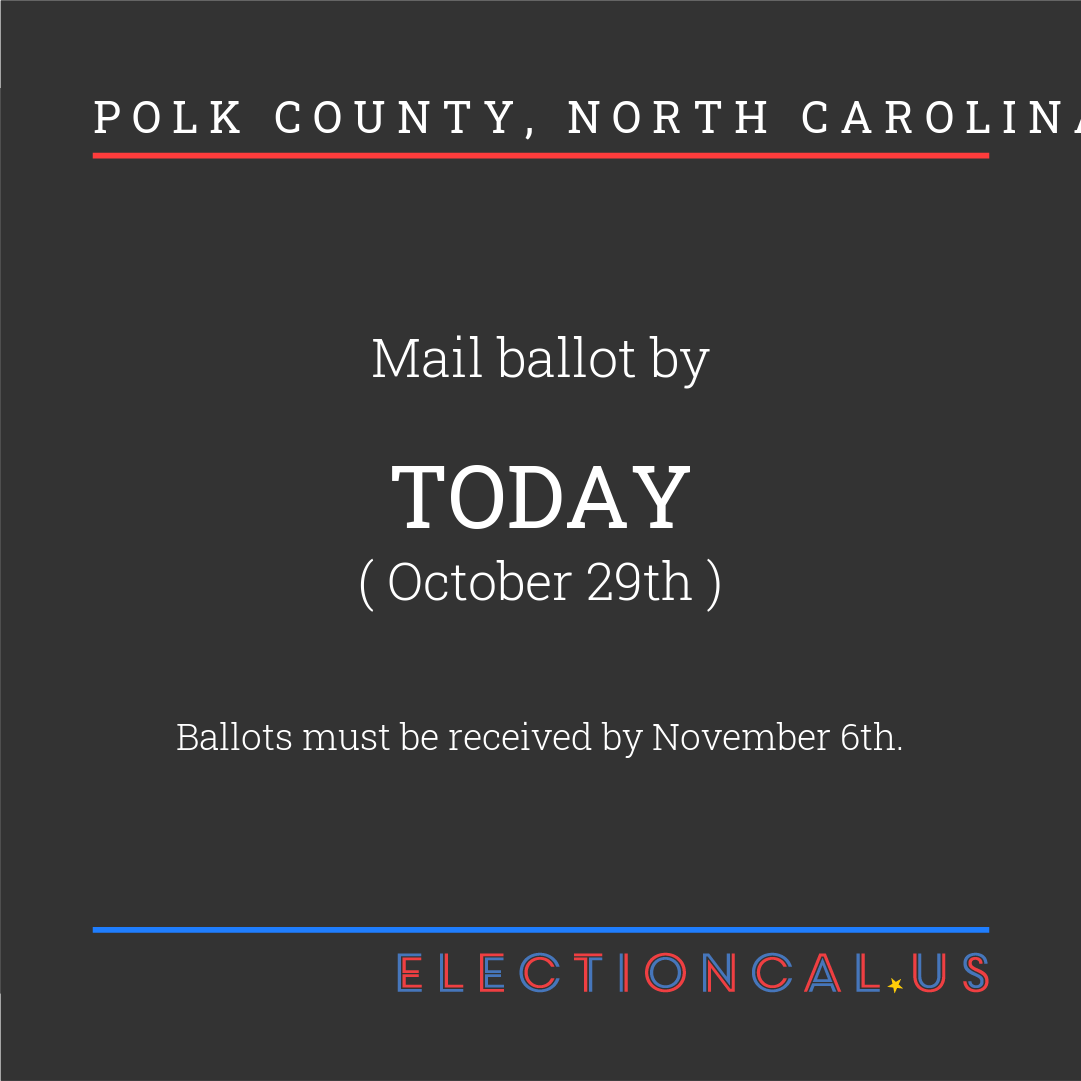 POLK COUNTY, NORTH CAROLINA
Mail ballot by
TODAY
( October 29th )
Ballots must be received by November 6th.
ELECTIONCAL.US